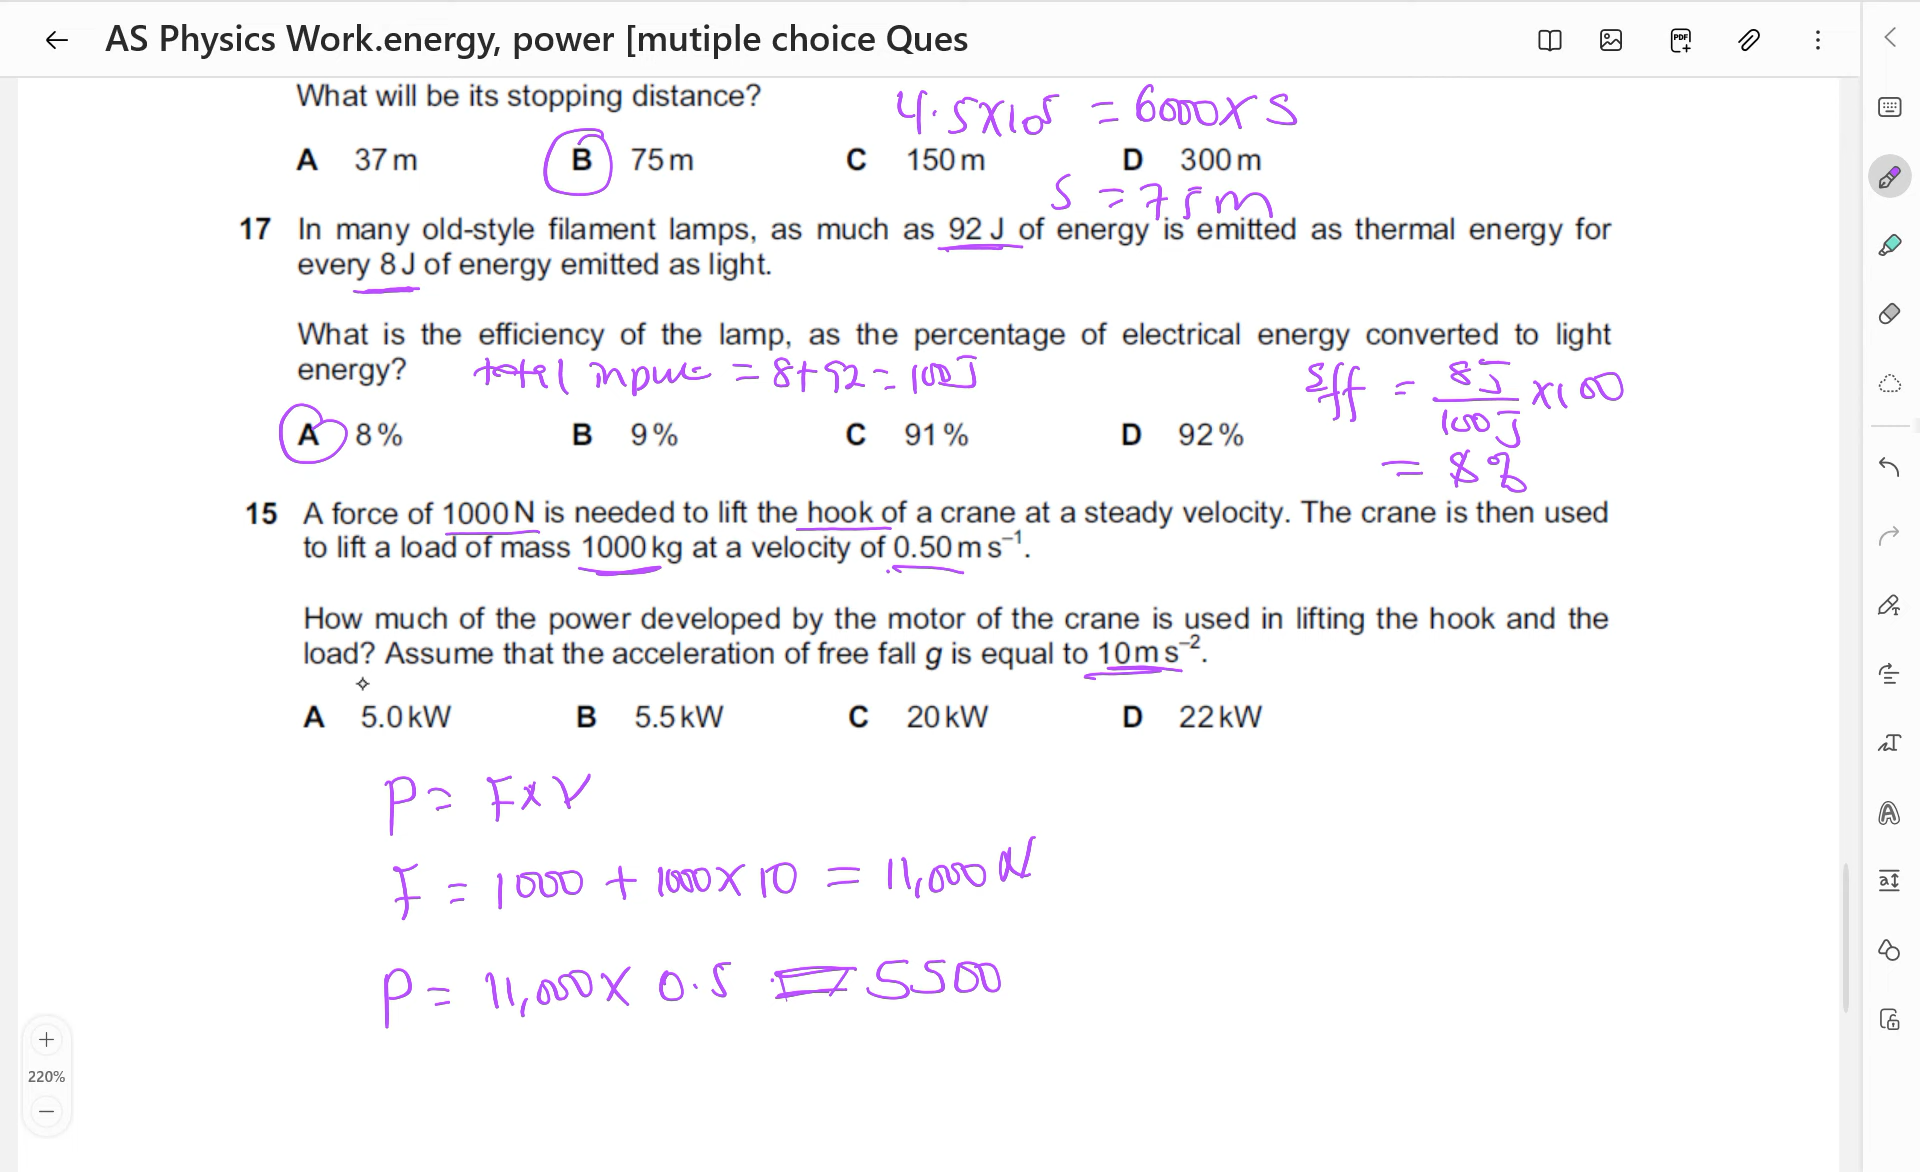 AS Physics Work.energy, power [mutiple choice Ques
What will be its stopping distance?
4.5x10⁵ = 6000 x s
A 37 m B 75 m C 150 m D 300 m
s = 75 m
17 In many old-style filament lamps, as much as 92 J of energy is emitted as thermal energy for
every 8 J of energy emitted as light.
What is the efficiency of the lamp, as the percentage of electrical energy converted to light
energy?
total input = 8+92 = 100J
Eff = 8J/100J x 100
= 8%
A 8 % B 9 % C 91 % D 92 %
15 A force of 1000 N is needed to lift the hook of a crane at a steady velocity. The crane is then used
to lift a load of mass 1000 kg at a velocity of 0.50 m s⁻¹.
How much of the power developed by the motor of the crane is used in lifting the hook and the
load? Assume that the acceleration of free fall g is equal to 10 m s⁻².
A 5.0 kW B 5.5 kW C 20 kW D 22 kW
P = F x V
F = 1000 + 1000 x 10 = 11,000 N
P = 11,000 x 0.5 = 5500
220%